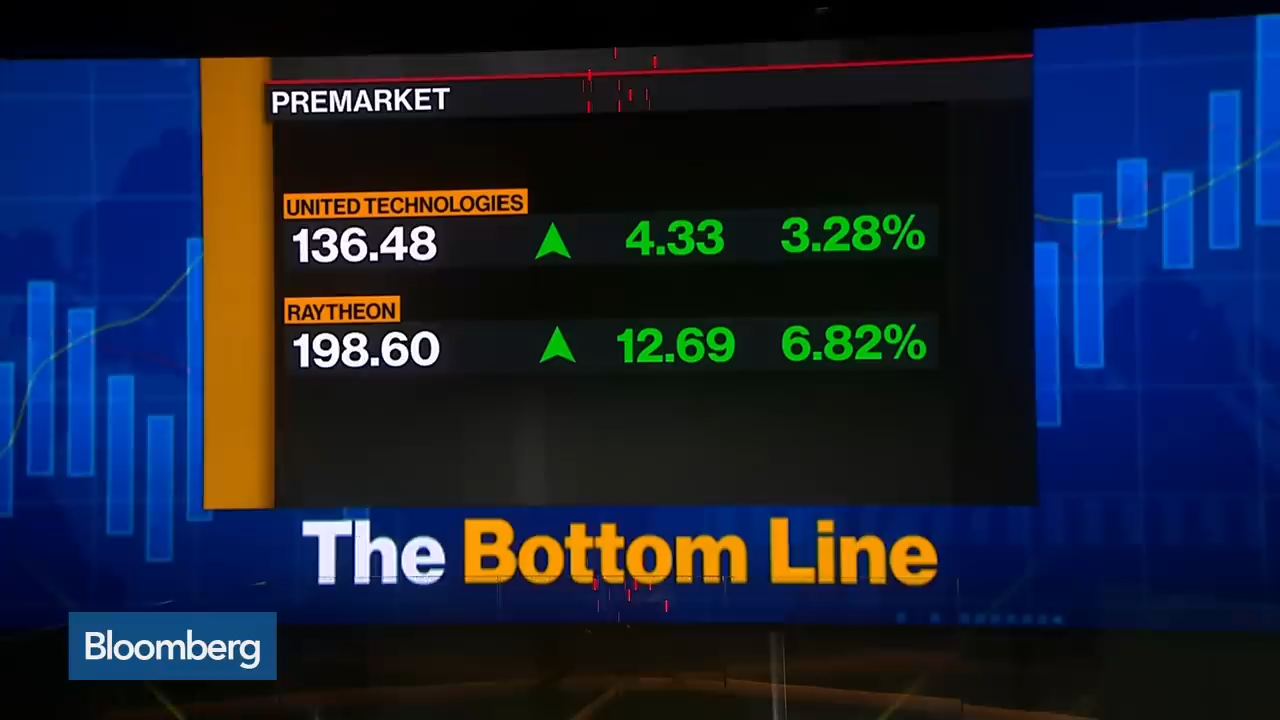 PREMARKET
UNITED TECHNOLOGIES
136.48 ▲ 4.33 3.28%
RAYTHEON
198.60 ▲ 12.69 6.82%
The Bottom Line
Bloomberg